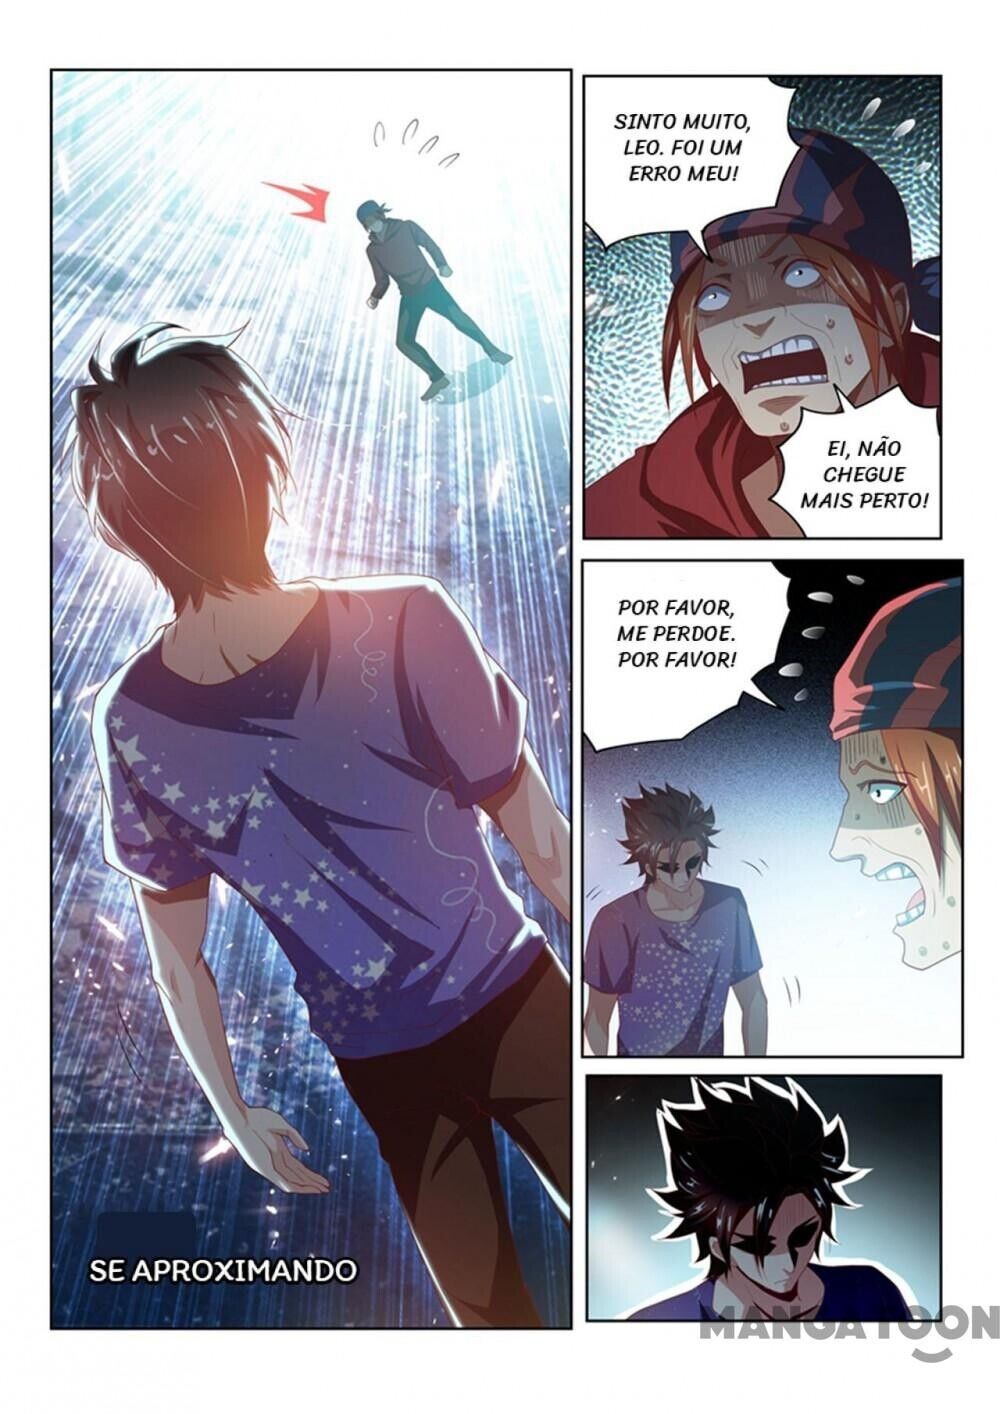 SINTO MUITO,
LEO. FOI UM
ERRO MEU!
EI, NÃO
CHEGUE
MAIS PERTO!
POR FAVOR,
ME PERDOE.
POR FAVOR!
SE APROXIMANDO
MANGATOON